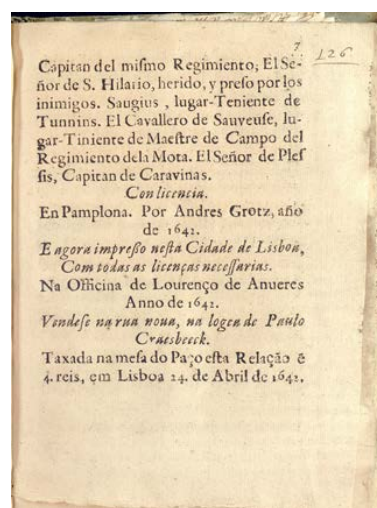 7
126
Capitan del miſmo Regimiento; El Se-
ñor de S. Hilario, herido, y preſo por los
inimigos. Saugius , lugar-Teniente de
Tunnins. El Cavallero de Sauveuſe, lu-
gar-Tiniente de Maeſtre de Campo del
Regimiento dela Mota. El Señor de Pleſ
ſis, Capitan de Caravinas.
Con licencia.
En Pamplona. Por Andres Grotz, año
de 1642.
E agora impreſſo neſta Cidade de Lisboa,
Com todas as licenças neceſſarias.
Na Officina de Lourenço de Anueres
Anno de 1642.
Vendeſe na rua noua, na logea de Paulo
Craesbeeck.
Taxada na meſa do Paço eſta Relação ẽ
4. reis, em Lisboa 24. de Abril de 1642.